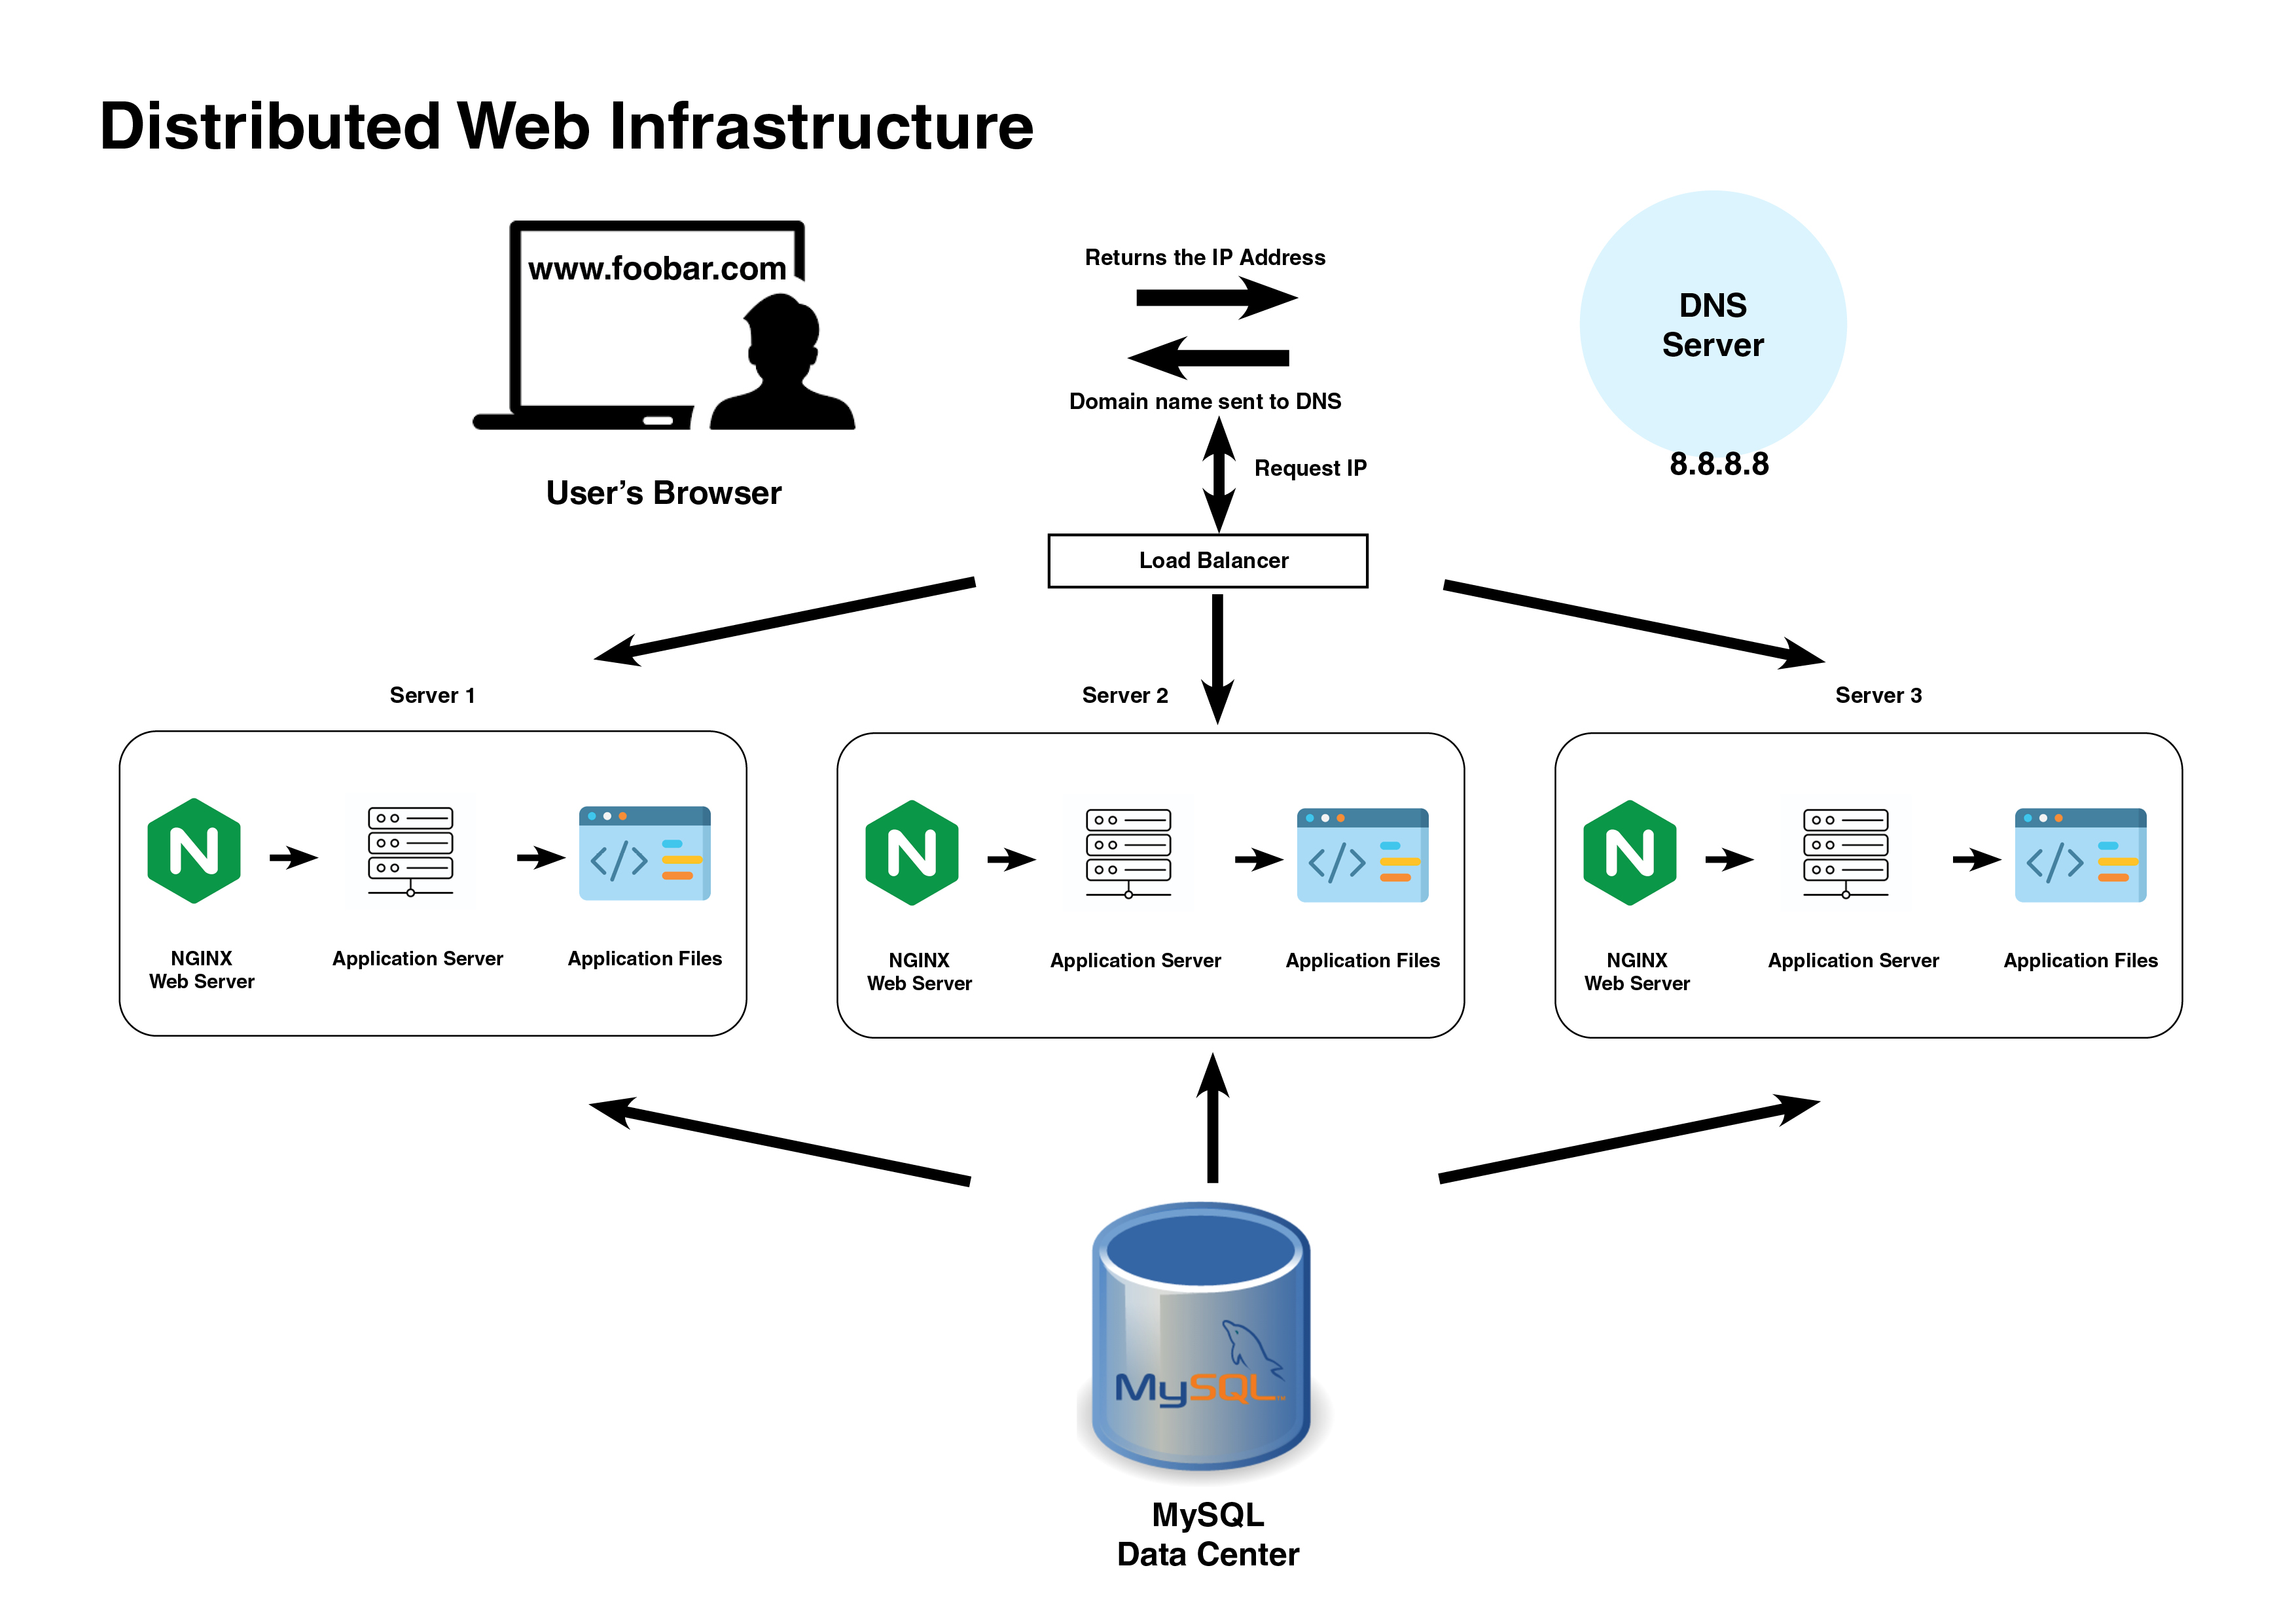 Distributed Web Infrastructure
www.foobar.com
User’s Browser
Returns the IP Address
Domain name sent to DNS
Request IP
DNS
Server
8.8.8.8
Load Balancer
Server 1
Server 2
Server 3
N
NGINX
Web Server
Application Server
</>
Application Files
N
NGINX
Web Server
Application Server
</>
Application Files
N
NGINX
Web Server
Application Server
</>
Application Files
MySQL™
MySQL
Data Center